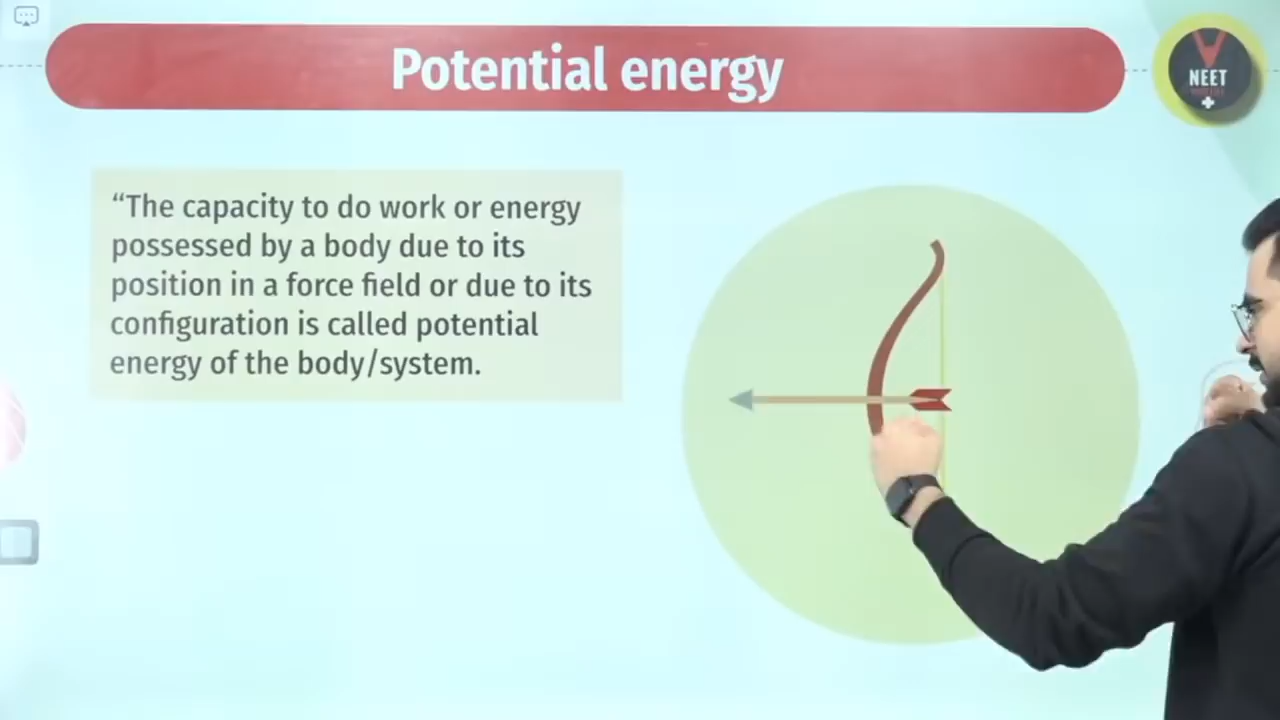 Potential energy
NEET
“The capacity to do work or energy
possessed by a body due to its
position in a force field or due to its
configuration is called potential
energy of the body/system.